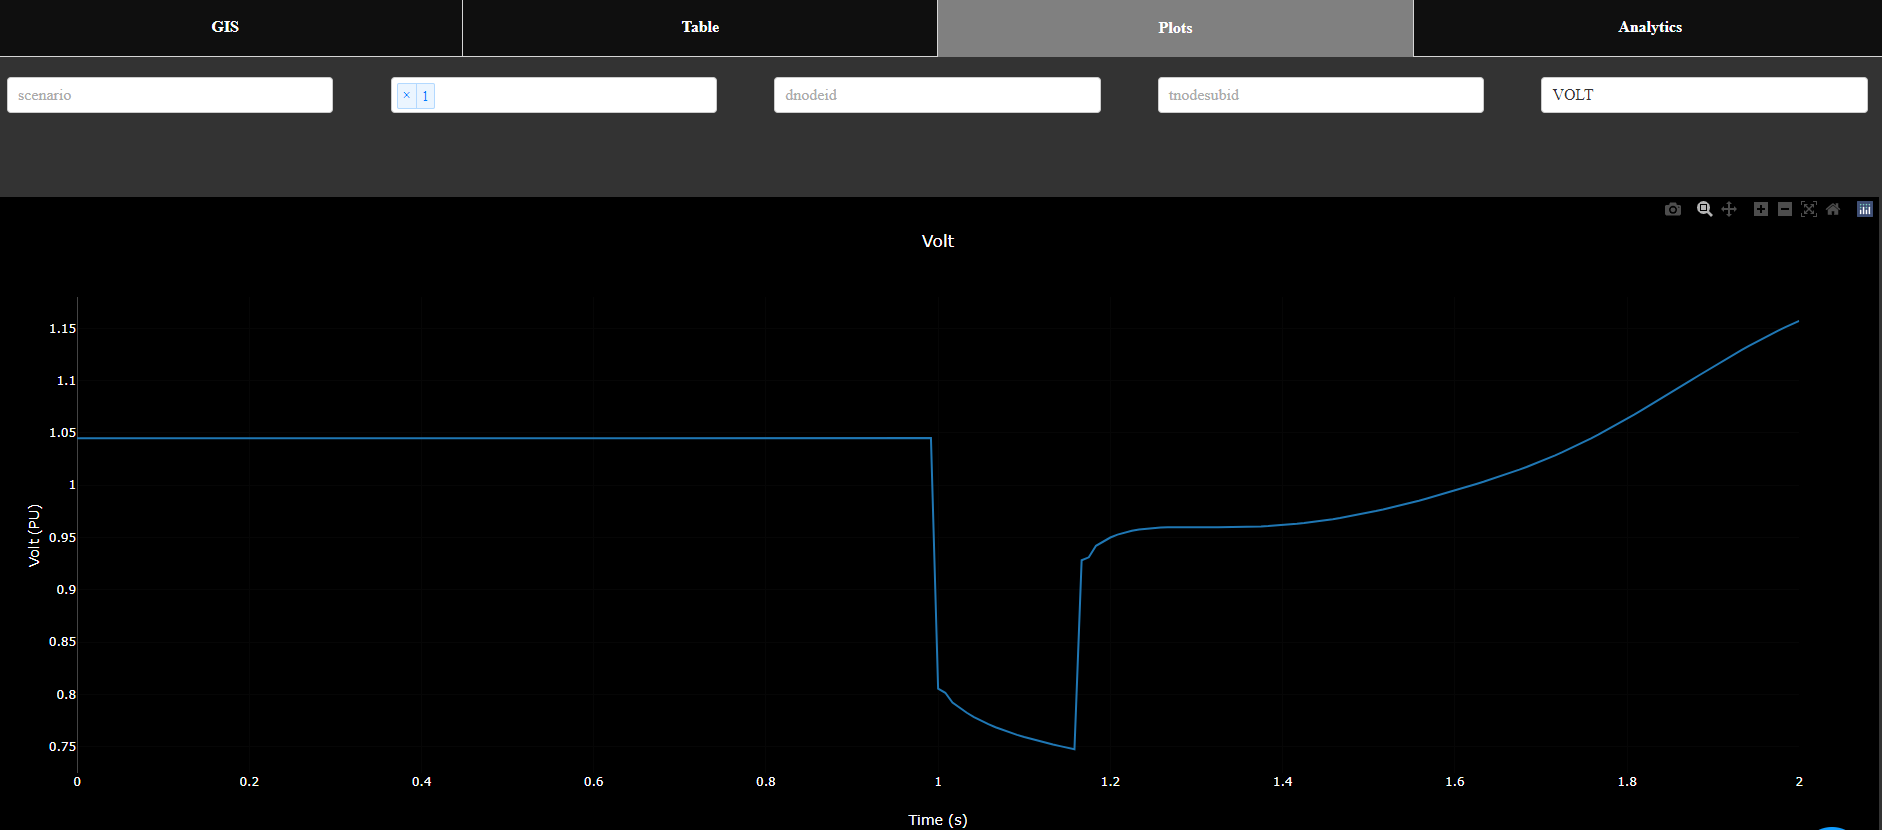 GIS Table Plots Analytics
scenario × 1 dnodeid tnodesubid VOLT
Volt
1.15
1.1
1.05
1
0.95
0.9
0.85
0.8
0.75
Volt (PU)
0 0.2 0.4 0.6 0.8 1 1.2 1.4 1.6 1.8 2
Time (s)